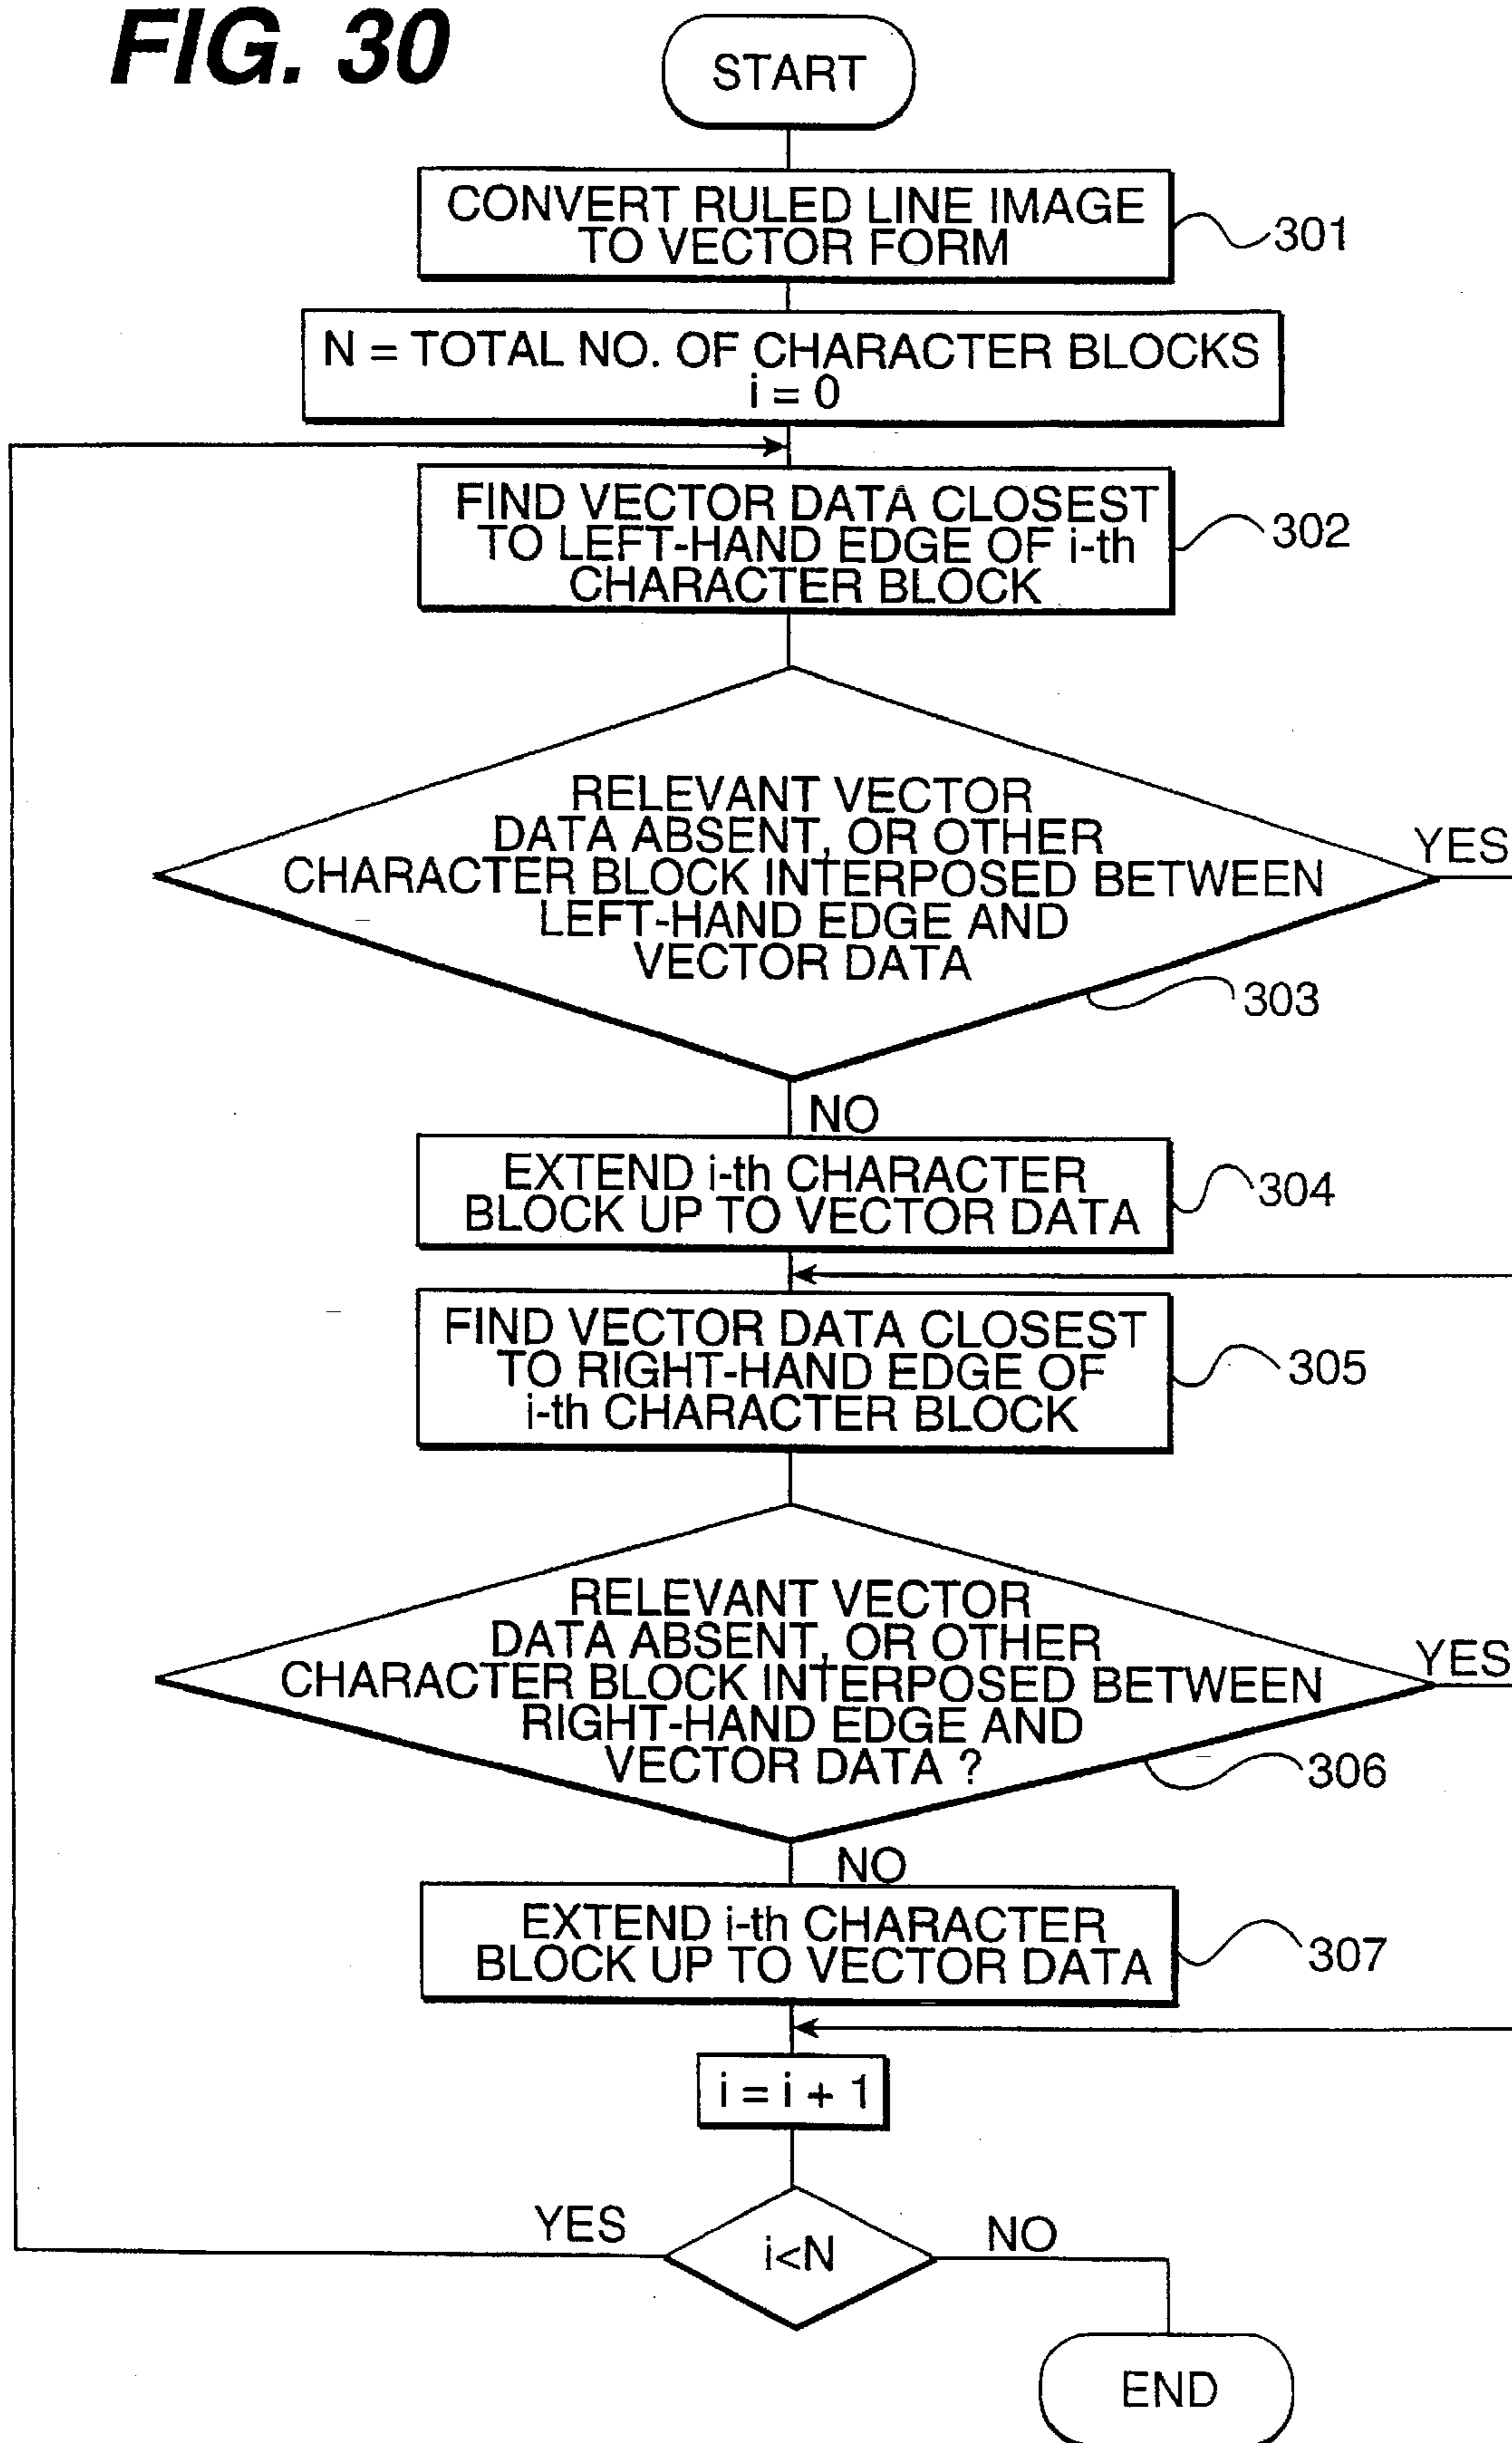 FIG. 30
START
CONVERT RULED LINE IMAGE
TO VECTOR FORM
301
N = TOTAL NO. OF CHARACTER BLOCKS
i = 0
FIND VECTOR DATA CLOSEST
TO LEFT-HAND EDGE OF i-th
CHARACTER BLOCK
302
RELEVANT VECTOR
DATA ABSENT, OR OTHER
CHARACTER BLOCK INTERPOSED BETWEEN
LEFT-HAND EDGE AND
VECTOR DATA
YES
303
NO
EXTEND i-th CHARACTER
BLOCK UP TO VECTOR DATA
304
FIND VECTOR DATA CLOSEST
TO RIGHT-HAND EDGE OF
i-th CHARACTER BLOCK
305
RELEVANT VECTOR
DATA ABSENT, OR OTHER
CHARACTER BLOCK INTERPOSED BETWEEN
RIGHT-HAND EDGE AND
VECTOR DATA ?
YES
306
NO
EXTEND i-th CHARACTER
BLOCK UP TO VECTOR DATA
307
i = i + 1
YES
i<N
NO
END